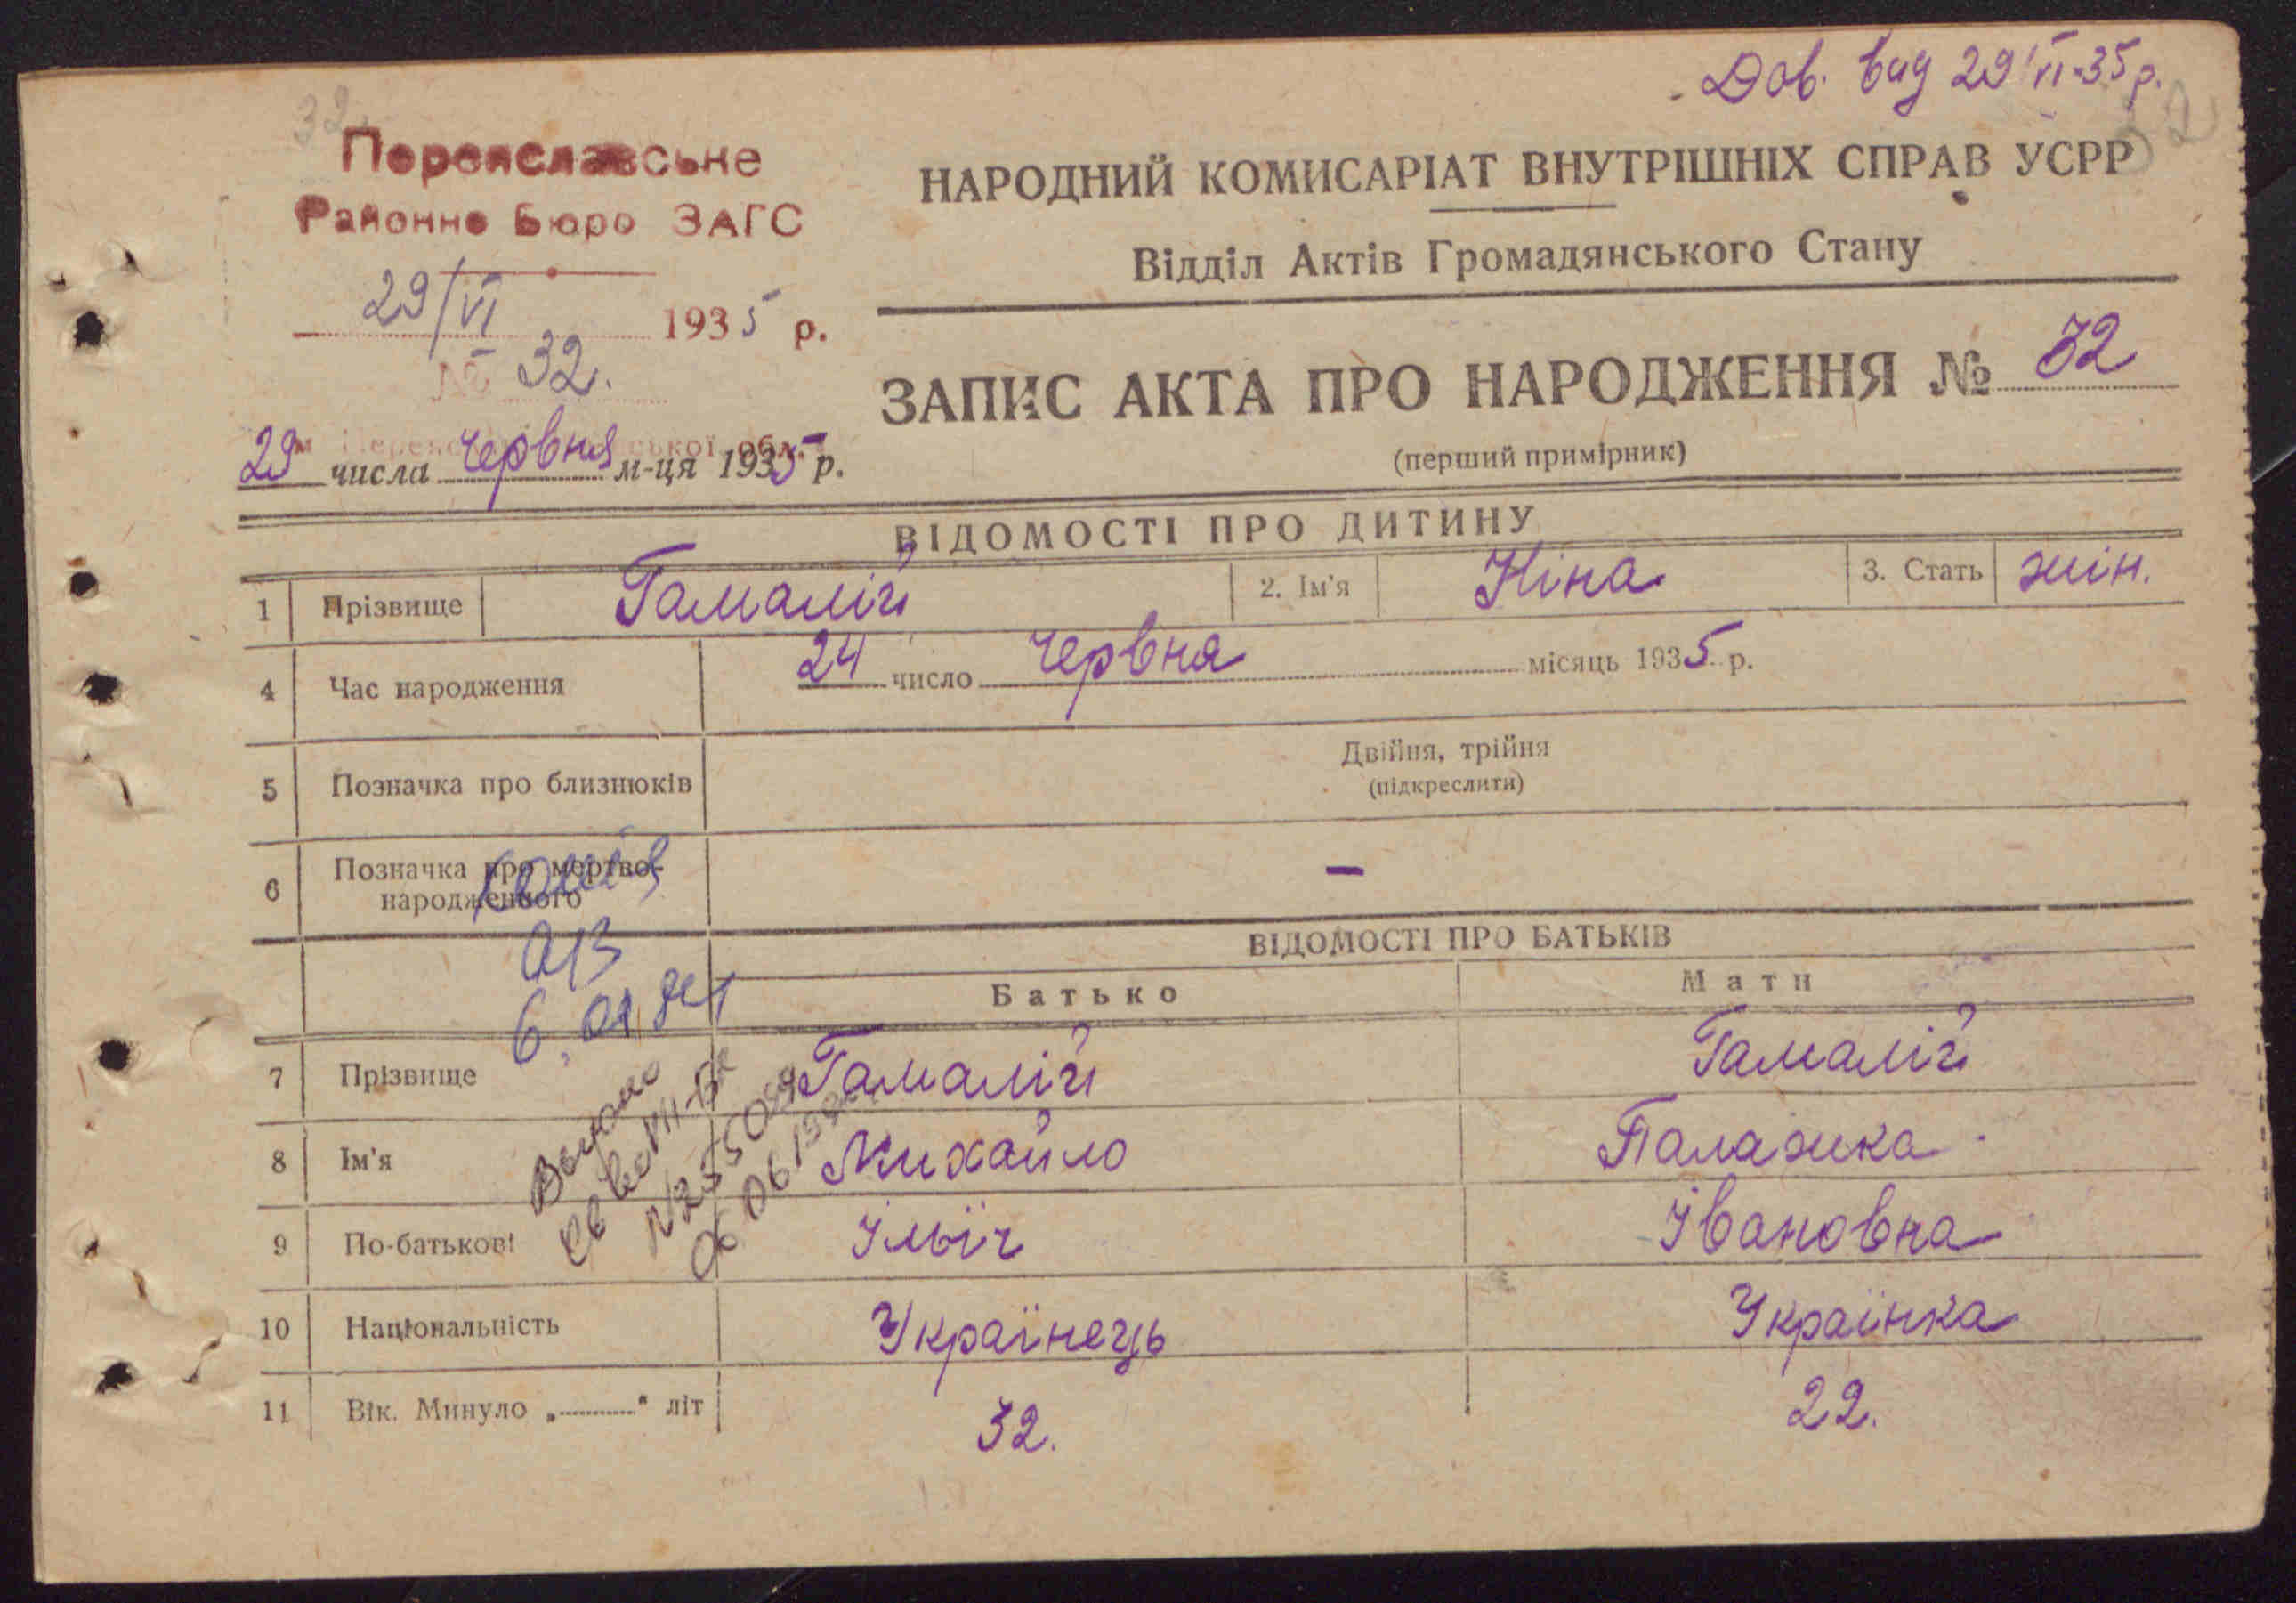 Дов. вид 29/VI-35 р.
32
Переяславське
Районне Бюро ЗАГС
29/VI 1935 р.
№ 32.
29 числа червня м-ця 1935 р.
НАРОДНИЙ КОМИСАРІАТ ВНУТРІШНІХ СПРАВ УСРР
Відділ Актів Громадянського Стану
ЗАПИС АКТА ПРО НАРОДЖЕННЯ № 32
(перший примірник)
ВІДОМОСТІ ПРО ДИТИНУ
1 Прізвище Гамалій 2. Ім'я Ніна 3. Стать жін.
4 Час народження 24 число червня місяць 1935 р.
5 Позначка про близнюків Двійня, трійня
(підкреслити)
6 Позначка про мертво- –
народженного
ВІДОМОСТІ ПРО БАТЬКІВ
Батько Мати
7 Прізвище Гамалій Гамалій
8 Ім'я Михайло Палажка
9 По-батькові Ільїч Івановна
10 Національність Українець Українка
11 Вік. Минуло „ “ літ 32. 22.